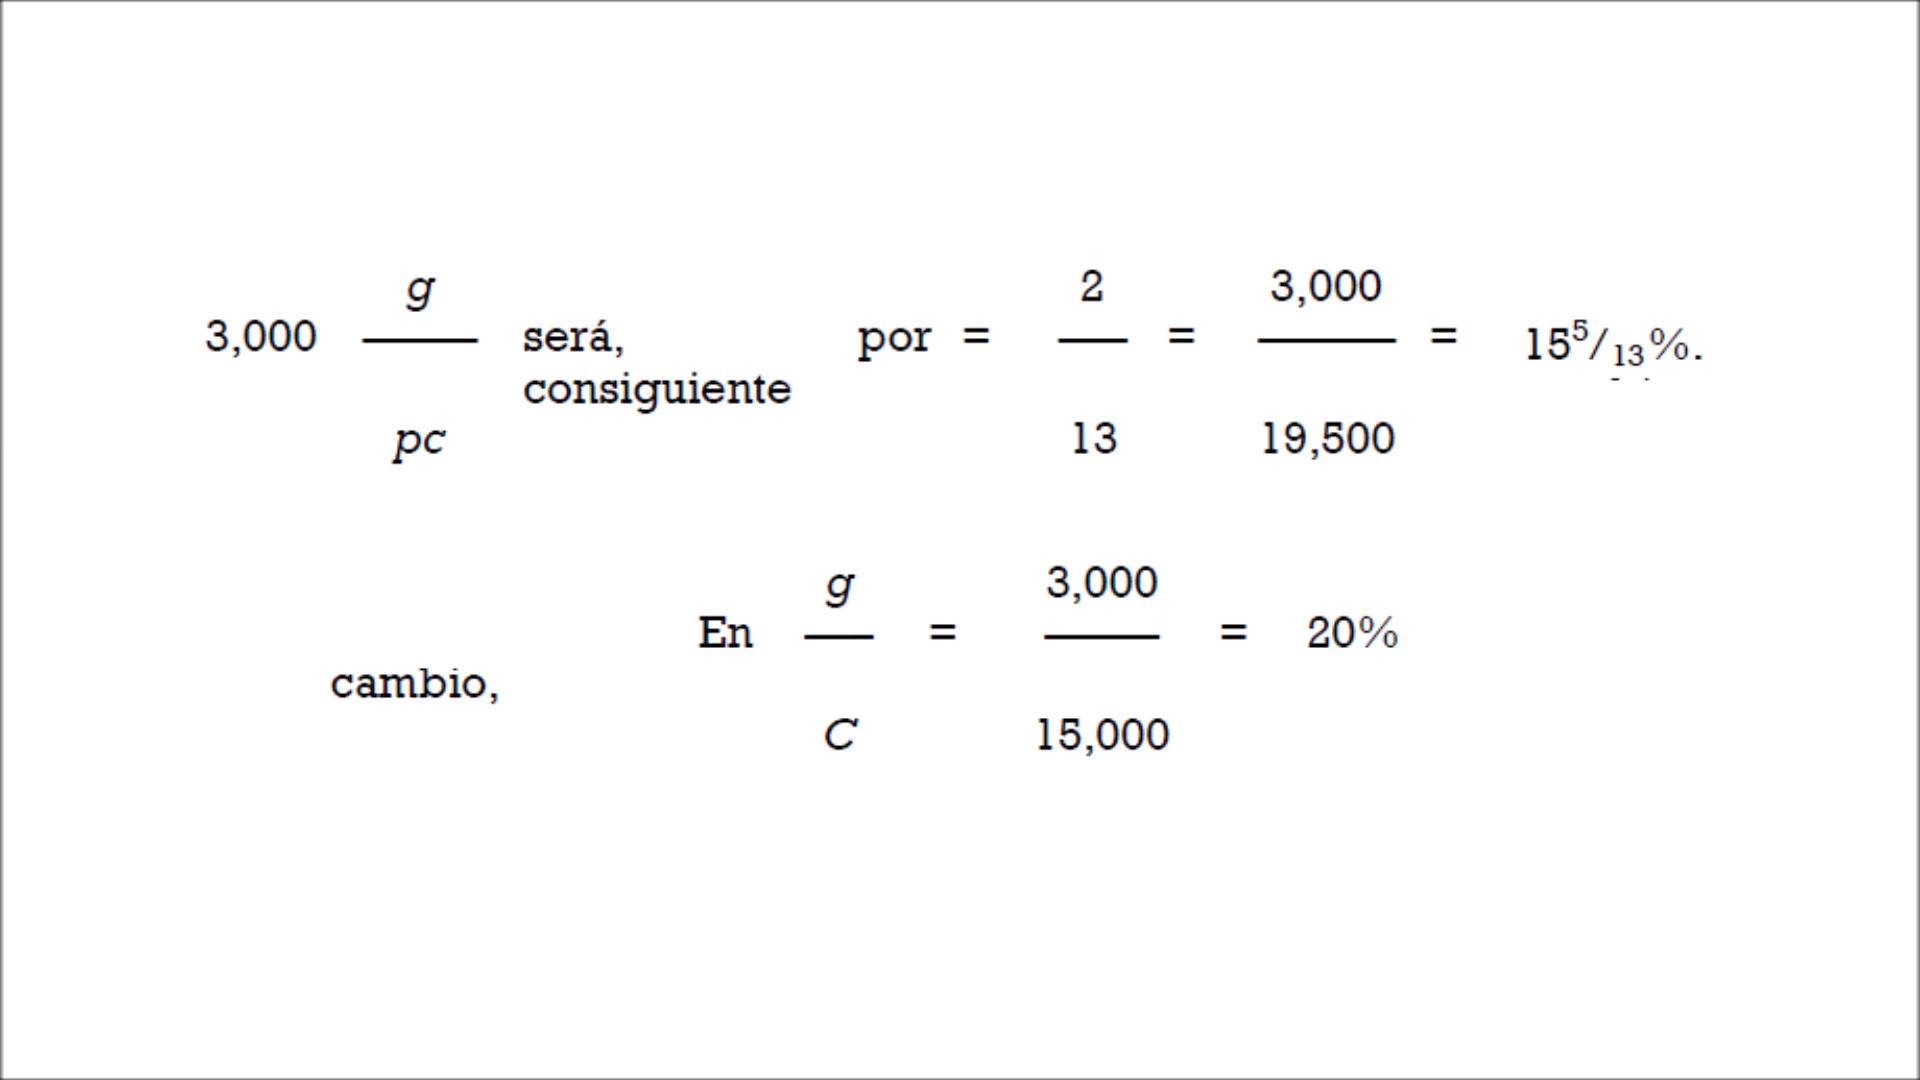 g 2 3,000
3,000 — será, por = — = — = 15⁵/₁₃%.
consiguiente
pc 13 19,500
g 3,000
En — = — = 20%
cambio,
C 15,000